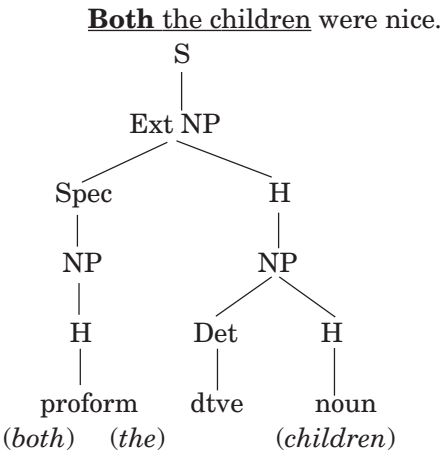 Both the children were nice.
S
Ext NP
Spec H
NP NP
H Det H
proform dtve noun
(both) (the) (children)